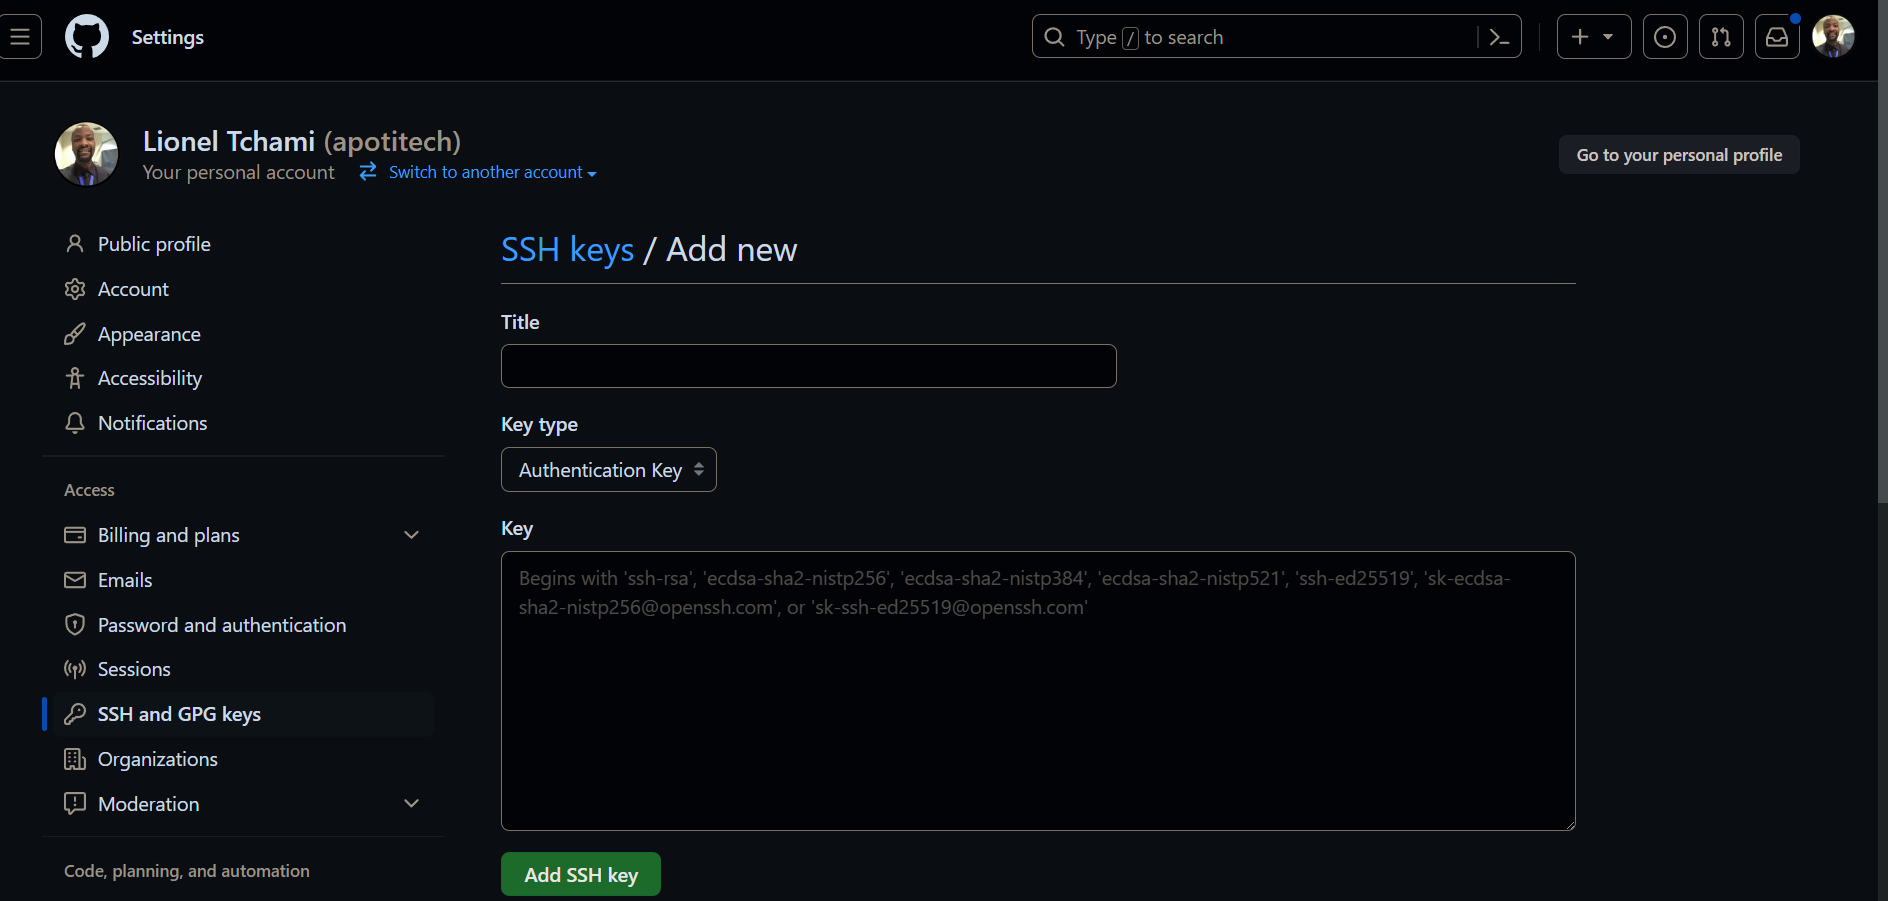 Settings
Type / to search
Lionel Tchami (apotitech)
Your personal account
Switch to another account
Go to your personal profile
Public profile
Account
Appearance
Accessibility
Notifications
Access
Billing and plans
Emails
Password and authentication
Sessions
SSH and GPG keys
Organizations
Moderation
Code, planning, and automation
SSH keys / Add new
Title
Key type
Authentication Key
Key
Begins with 'ssh-rsa', 'ecdsa-sha2-nistp256', 'ecdsa-sha2-nistp384', 'ecdsa-sha2-nistp521', 'ssh-ed25519', 'sk-ecdsa-
sha2-nistp256@openssh.com', or 'sk-ssh-ed25519@openssh.com'
Add SSH key